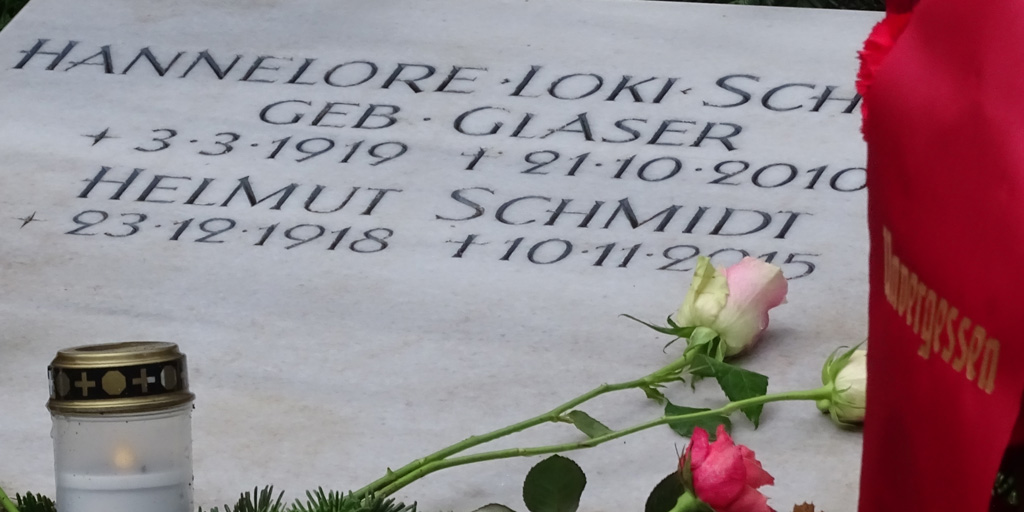 HANNELORE · LOKI · SCH
GEB · GLASER
3·3·1919 † 21·10·2010
HELMUT SCHMIDT
23·12·1918 † 10·11·2015
Unvergessen